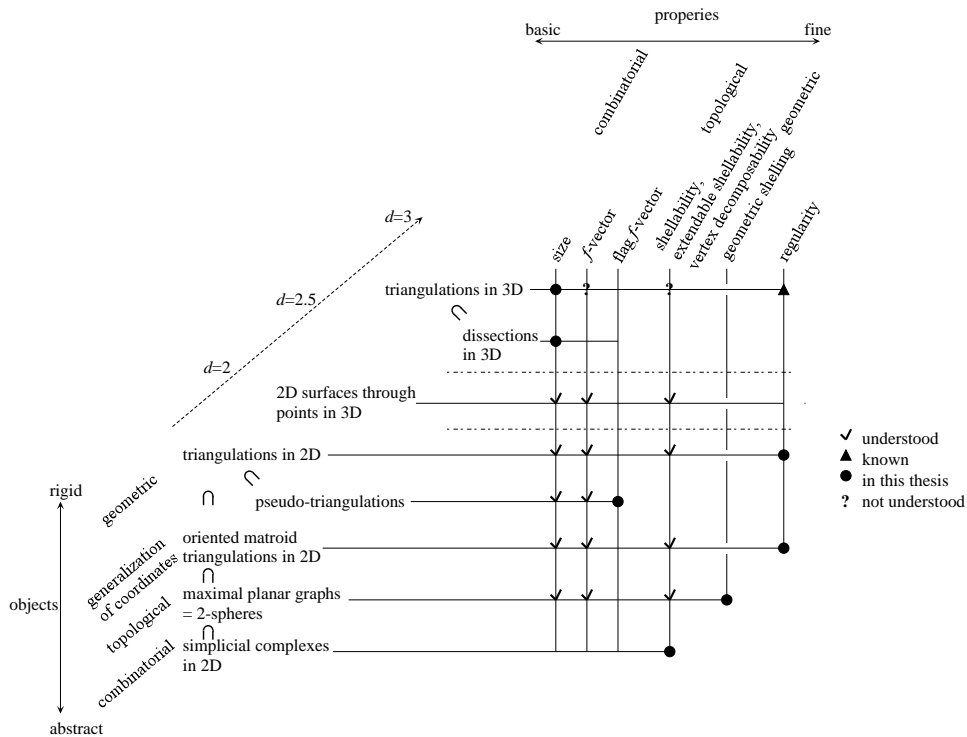 properies
basic
fine
combinatorial
topological
geometric
size
f-vector
flag f-vector
shellability,
extendable shellability,
vertex decomposability
geometric shelling
regularity
d=3
d=2.5
d=2
triangulations in 3D
?
?
∩
dissections
in 3D
2D surfaces through
points in 3D
triangulations in 2D
∩
∩
pseudo-triangulations
oriented matroid
triangulations in 2D
∩
maximal planar graphs
= 2-spheres
∩
simplicial complexes
in 2D
rigid
objects
abstract
geometric
generalization
of coordinates
topological
combinatorial
understood
known
in this thesis
? not understood